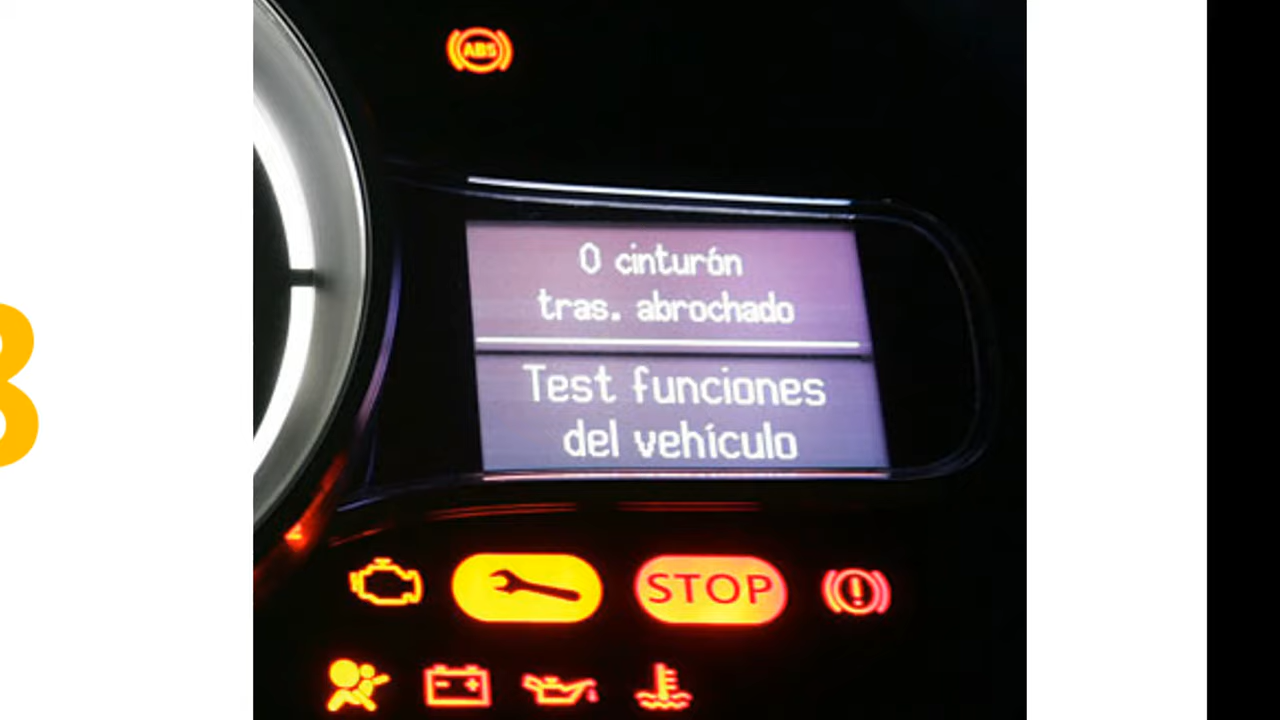 ABS
0 cinturón
tras. abrochado
Test funciones
del vehículo
STOP